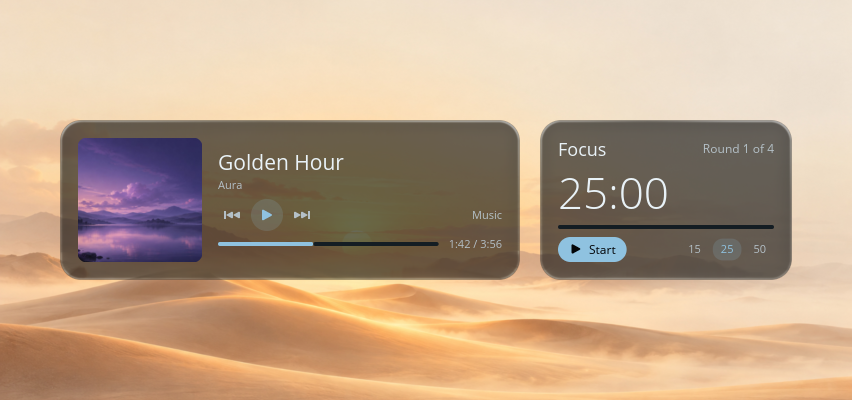 Golden Hour
Aura
Music
1:42 / 3:56
Focus
Round 1 of 4
25:00
Start
15 25 50